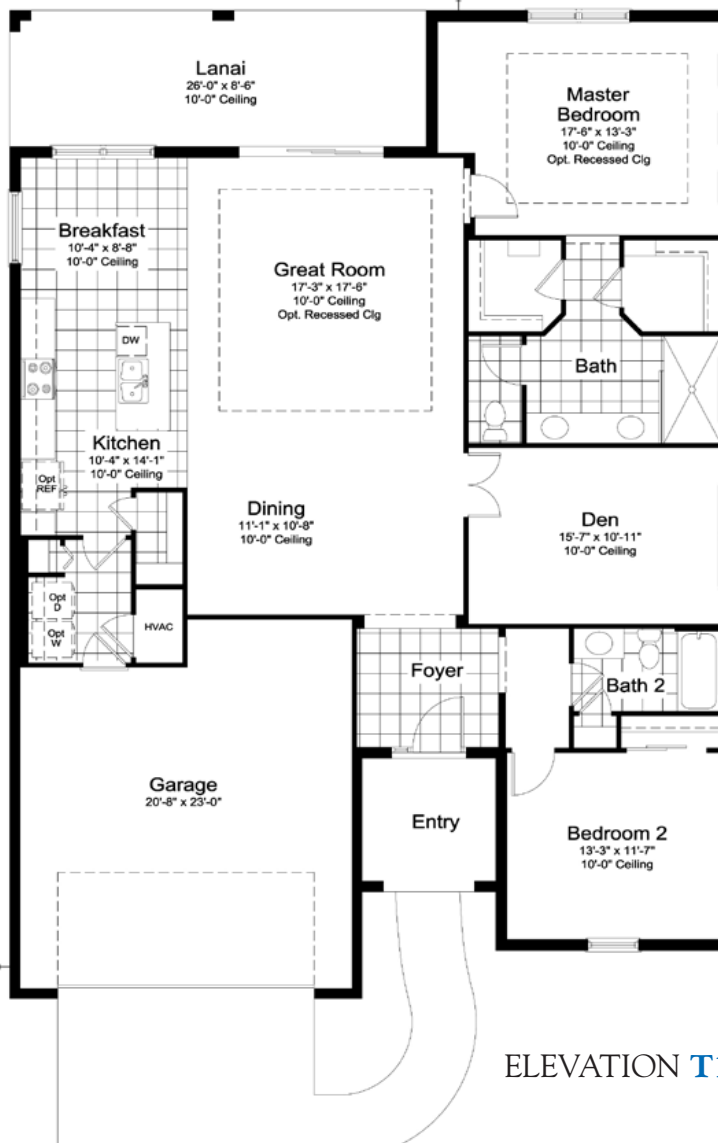 Lanai
26'-0" x 8'-6"
10'-0" Ceiling
Master
Bedroom
17'-6" x 13'-3"
10'-0" Ceiling
Opt. Recessed Clg
Breakfast
10'-4" x 8'-8"
10'-0" Ceiling
Great Room
17'-3" x 17'-6"
10'-0" Ceiling
Opt. Recessed Clg
DW
Bath
Kitchen
10'-4" x 14'-1"
10'-0" Ceiling
Opt
REF
Dining
11'-1" x 10'-8"
10'-0" Ceiling
Den
15'-7" x 10'-11"
10'-0" Ceiling
Opt
D
Opt
W
HVAC
Foyer
Bath 2
Garage
20'-8" x 23'-0"
Entry
Bedroom 2
13'-3" x 11'-7"
10'-0" Ceiling
ELEVATION